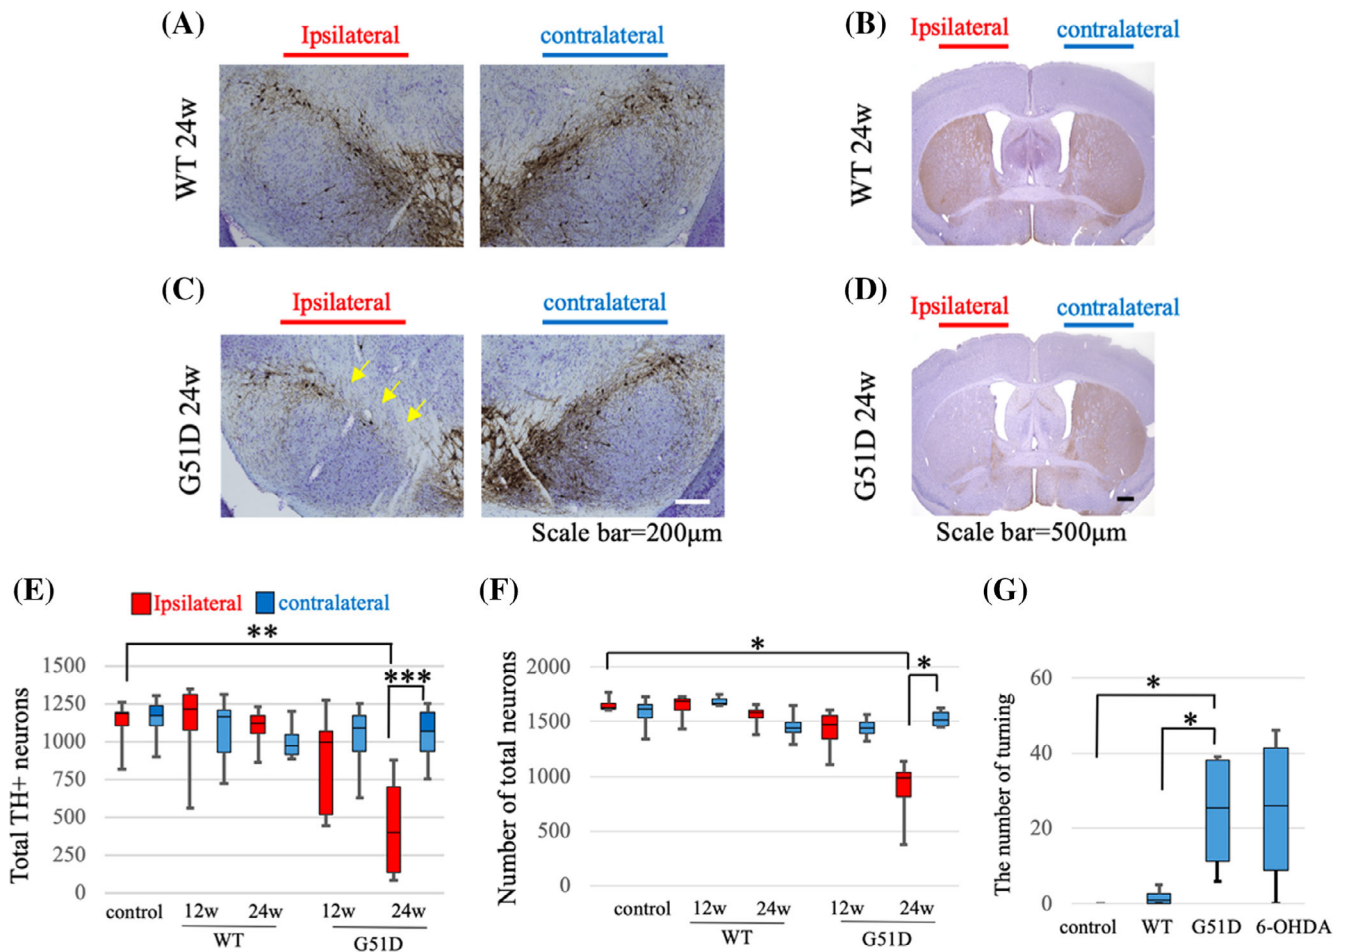 (A)
Ipsilateral
contralateral
WT 24w
(B)
Ipsilateral
contralateral
WT 24w
(C)
Ipsilateral
contralateral
G51D 24w
Scale bar=200μm
(D)
Ipsilateral
contralateral
G51D 24w
Scale bar=500μm
(E)
Ipsilateral contralateral
**
***
Total TH+ neurons
1500
1250
1000
750
500
250
0
control 12w 24w 12w 24w
WT G51D
(F)
*
*
Number of total neurons
2000
1500
1000
500
0
control 12w 24w 12w 24w
WT G51D
(G)
*
*
The number of turning
60
40
20
0
control WT G51D 6-OHDA